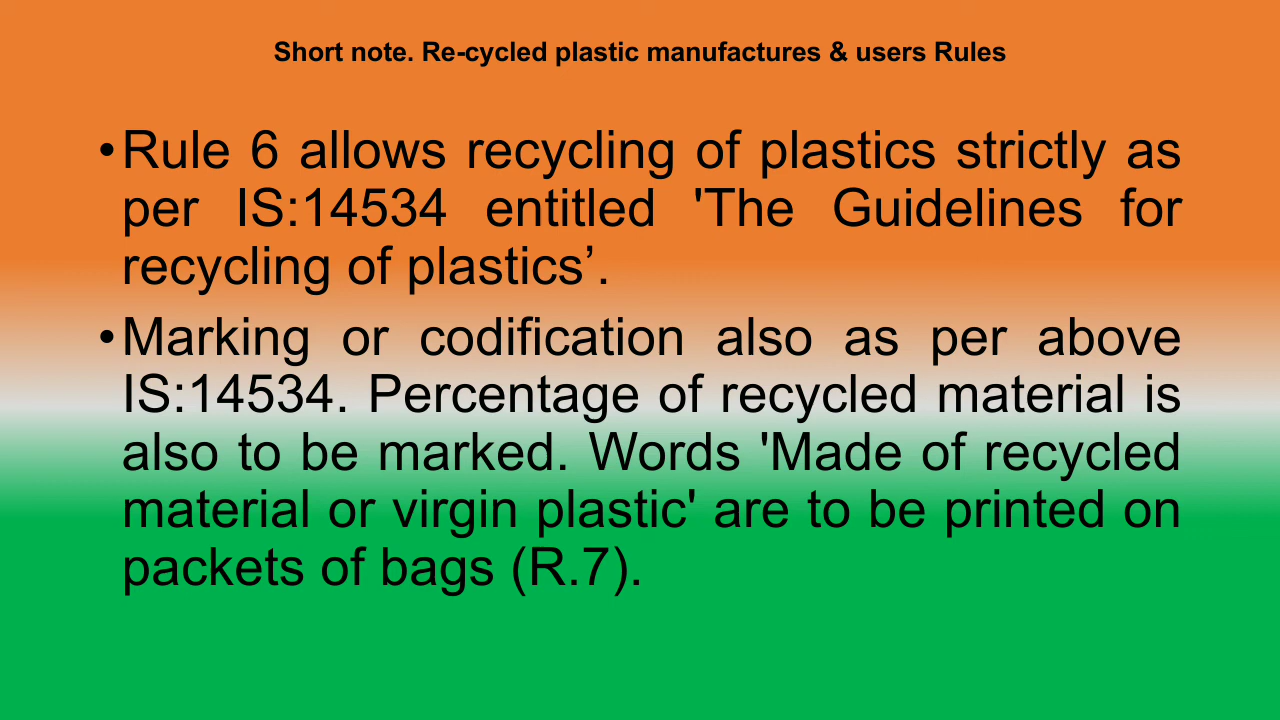 Short note. Re-cycled plastic manufactures & users Rules
•Rule 6 allows recycling of plastics strictly as
per IS:14534 entitled 'The Guidelines for
recycling of plastics’.
•Marking or codification also as per above
IS:14534. Percentage of recycled material is
also to be marked. Words 'Made of recycled
material or virgin plastic' are to be printed on
packets of bags (R.7).